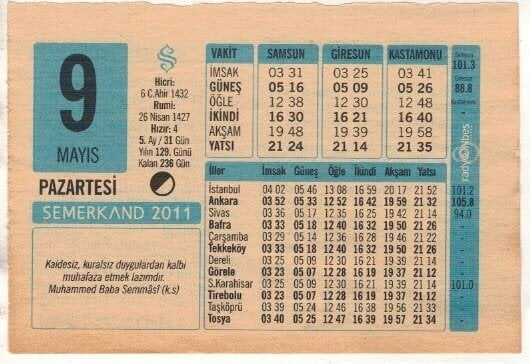 9
MAYIS
PAZARTESİ
SEMERKAND 2011
Kaidesiz, kuralsız duygulardan kalbi
muhafaza etmek lazımdır.
Muhammed Baba Semmâsî (k.s)
Hicri:
6 C.Ahir 1432
Rumi:
26 Nisan 1427
Hızır: 4
5. Ay / 31 Gün
Yılın 129. Günü
Kalan 236 Gün
VAKİT SAMSUN GİRESUN KASTAMONU
İMSAK 03 31 03 25 03 41
GÜNEŞ 05 16 05 09 05 26
ÖĞLE 12 38 12 32 12 48
İKİNDİ 16 30 16 21 16 40
AKŞAM 19 48 19 39 19 58
YATSI 21 24 21 14 21 35
İller İmsak Güneş Öğle İkindi Akşam Yatsı
İstanbul 04 02 05 46 13 08 16 59 20 17 21 52
Ankara 03 52 05 33 12 52 16 42 19 59 21 32
Sivas 03 27 05 16 12 35 16 25 19 42 21 14
Bafra 03 33 05 18 12 40 16 32 19 50 21 26
Çarşamba 03 29 05 14 12 36 16 28 19 46 21 22
Tekkeköy 03 33 05 18 12 40 16 32 19 50 21 26
Dereli 03 25 05 09 12 30 16 21 19 39 21 14
Görele 03 23 05 07 12 28 16 19 19 37 21 12
S.Karahisar 03 25 05 09 12 30 16 21 19 39 21 14
Tirebolu 03 23 05 07 12 28 16 19 19 37 21 12
Taşköprü 03 39 05 24 12 46 16 38 19 56 21 33
Tosya 03 40 05 25 12 47 16 39 19 57 21 34
101.3
88.8
101.2
105.8
94.0
101.0